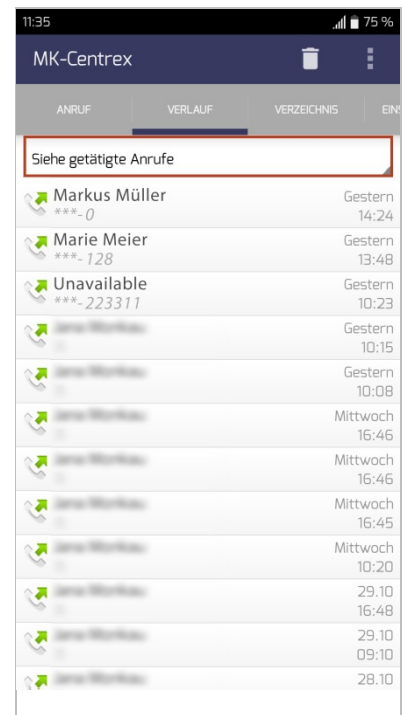 11:35 75 %
MK-Centrex
ANRUF VERLAUF VERZEICHNIS EINS
Siehe getätigte Anrufe
Markus Müller Gestern
***-0 14:24
Marie Meier Gestern
***-128 13:48
Unavailable Gestern
***-223311 10:23
Gestern
10:15
Gestern
10:08
Mittwoch
16:46
Mittwoch
16:46
Mittwoch
16:45
Mittwoch
10:20
29.10
16:48
29.10
09:10
28.10